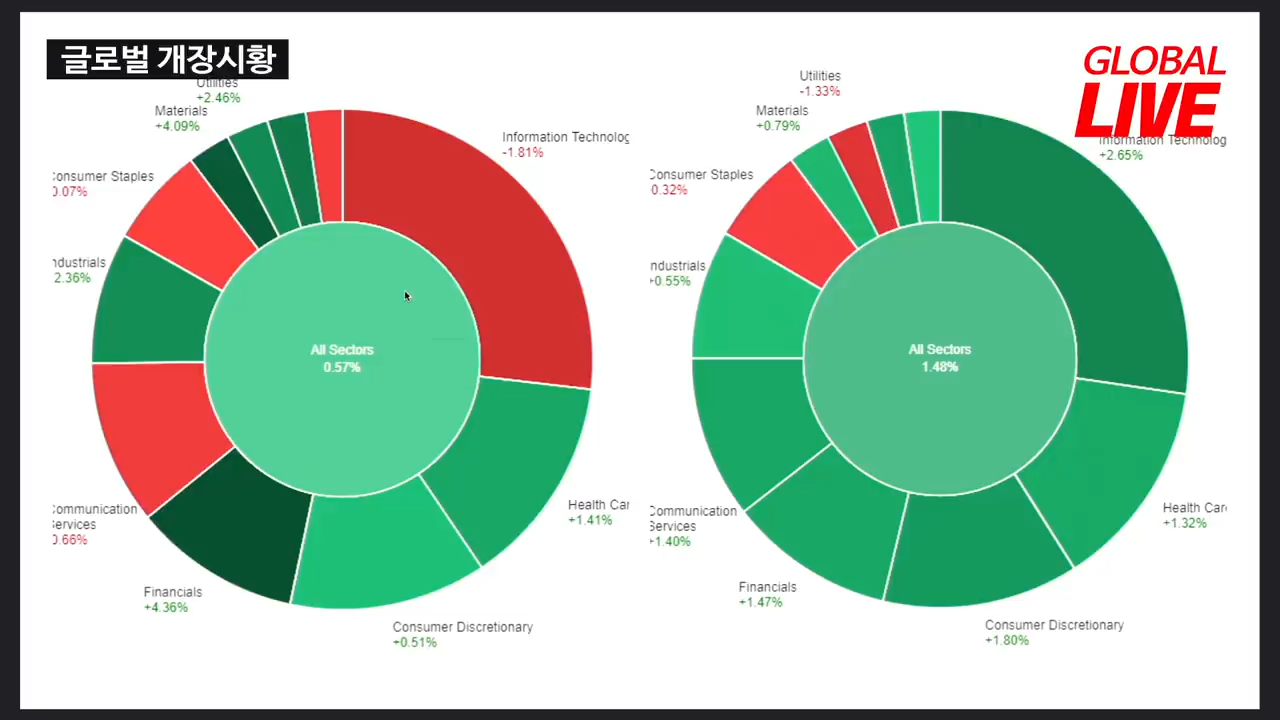 글로벌 개장시황
GLOBAL
LIVE
Utilities
+2.46%
Materials
+4.09%
Information Technolog
-1.81%
onsumer Staples
0.07%
ndustrials
2.36%
All Sectors
0.57%
Health Car
+1.41%
ommunication
Services
0.66%
Financials
+4.36%
Consumer Discretionary
+0.51%
Utilities
-1.33%
Materials
+0.79%
Information Technolog
+2.65%
Consumer Staples
0.32%
ndustrials
+0.55%
All Sectors
1.48%
Health Care
+1.32%
Communication
Services
+1.40%
Financials
+1.47%
Consumer Discretionary
+1.80%